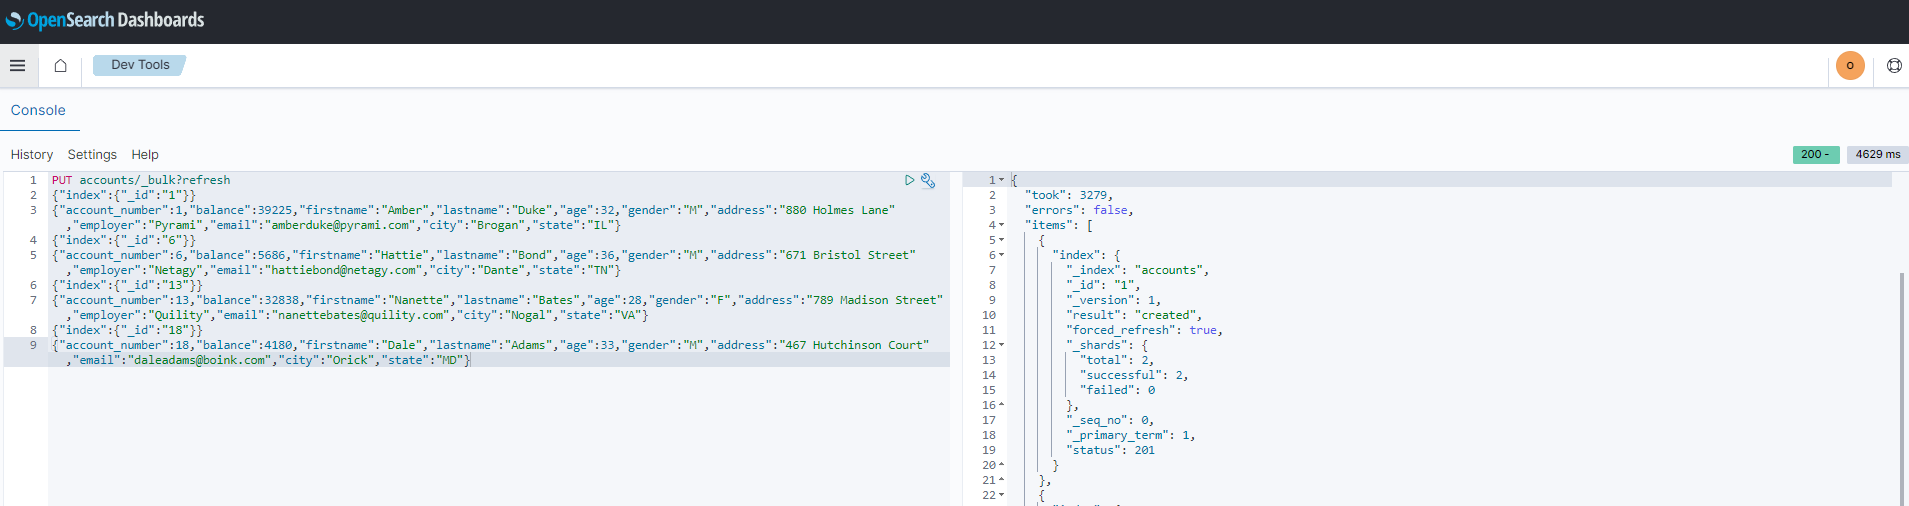 OpenSearch Dashboards
Dev Tools
o
Console
History Settings Help
200 - 4629 ms
1 PUT accounts/_bulk?refresh
2 {"index":{"_id":"1"}}
3 {"account_number":1,"balance":39225,"firstname":"Amber","lastname":"Duke","age":32,"gender":"M","address":"880 Holmes Lane"
,"employer":"Pyrami","email":"amberduke@pyrami.com","city":"Brogan","state":"IL"}
4 {"index":{"_id":"6"}}
5 {"account_number":6,"balance":5686,"firstname":"Hattie","lastname":"Bond","age":36,"gender":"M","address":"671 Bristol Street"
,"employer":"Netagy","email":"hattiebond@netagy.com","city":"Dante","state":"TN"}
6 {"index":{"_id":"13"}}
7 {"account_number":13,"balance":32838,"firstname":"Nanette","lastname":"Bates","age":28,"gender":"F","address":"789 Madison Street"
,"employer":"Quility","email":"nanettebates@quility.com","city":"Nogal","state":"VA"}
8 {"index":{"_id":"18"}}
9 {"account_number":18,"balance":4180,"firstname":"Dale","lastname":"Adams","age":33,"gender":"M","address":"467 Hutchinson Court"
,"email":"daleadams@boink.com","city":"Orick","state":"MD"}
1 {
2 "took": 3279,
3 "errors": false,
4 "items": [
5 {
6 "index": {
7 "_index": "accounts",
8 "_id": "1",
9 "_version": 1,
10 "result": "created",
11 "forced_refresh": true,
12 "_shards": {
13 "total": 2,
14 "successful": 2,
15 "failed": 0
16 },
17 "_seq_no": 0,
18 "_primary_term": 1,
19 "status": 201
20 }
21 },
22 {